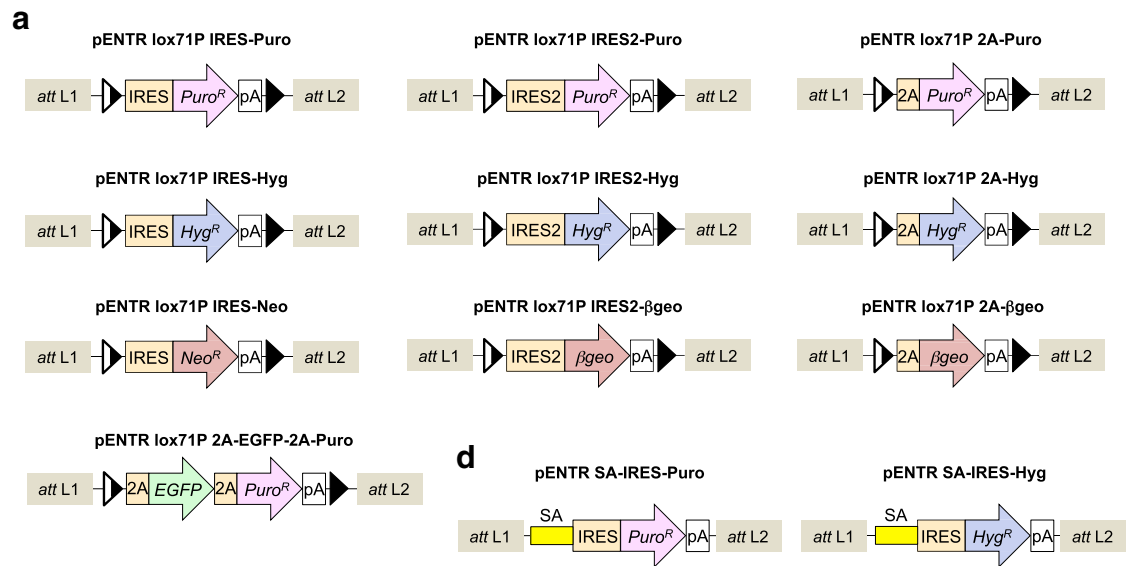 a
pENTR lox71P IRES-Puro
att L1 IRES Puro^R pA att L2
pENTR lox71P IRES2-Puro
att L1 IRES2 Puro^R pA att L2
pENTR lox71P 2A-Puro
att L1 2A Puro^R pA att L2
pENTR lox71P IRES-Hyg
att L1 IRES Hyg^R pA att L2
pENTR lox71P IRES2-Hyg
att L1 IRES2 Hyg^R pA att L2
pENTR lox71P 2A-Hyg
att L1 2A Hyg^R pA att L2
pENTR lox71P IRES-Neo
att L1 IRES Neo^R pA att L2
pENTR lox71P IRES2-βgeo
att L1 IRES2 βgeo pA att L2
pENTR lox71P 2A-βgeo
att L1 2A βgeo pA att L2
pENTR lox71P 2A-EGFP-2A-Puro
att L1 2A EGFP 2A Puro^R pA att L2
d
pENTR SA-IRES-Puro
SA
att L1 IRES Puro^R pA att L2
pENTR SA-IRES-Hyg
SA
att L1 IRES Hyg^R pA att L2